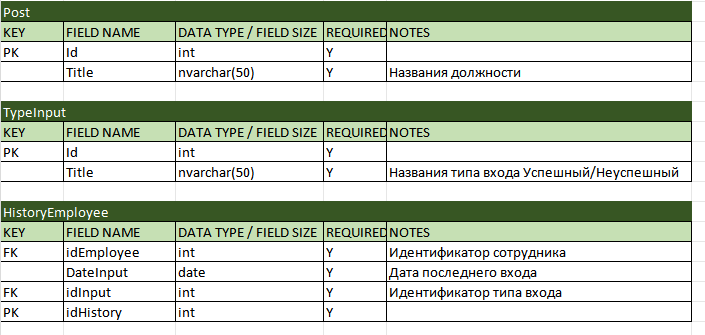 Post
KEY FIELD NAME DATA TYPE / FIELD SIZE REQUIRED NOTES
PK Id int Y
Title nvarchar(50) Y Названия должности
TypeInput
KEY FIELD NAME DATA TYPE / FIELD SIZE REQUIRED NOTES
PK Id int Y
Title nvarchar(50) Y Названия типа входа Успешный/Неуспешный
HistoryEmployee
KEY FIELD NAME DATA TYPE / FIELD SIZE REQUIRED NOTES
FK idEmployee int Y Идентификатор сотрудника
DateInput date Y Дата последнего входа
FK idInput int Y Идентификатор типа входа
PK idHistory int Y